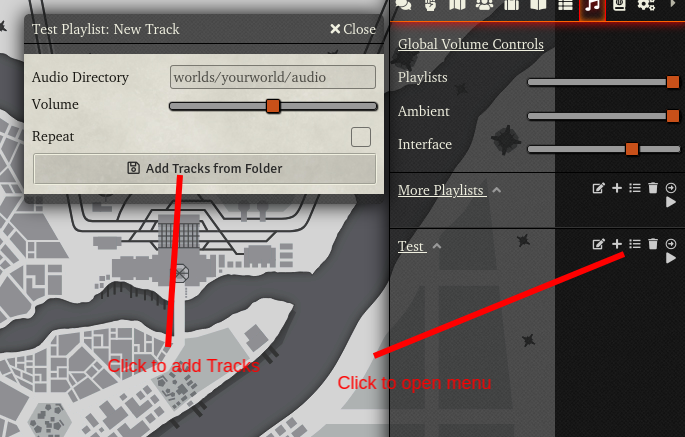 Test Playlist: New Track
Close
Audio Directory
worlds/yourworld/audio
Volume
Repeat
Add Tracks from Folder
Click to add Tracks
Global Volume Controls
Playlists
Ambient
Interface
More Playlists
Test
Click to open menu